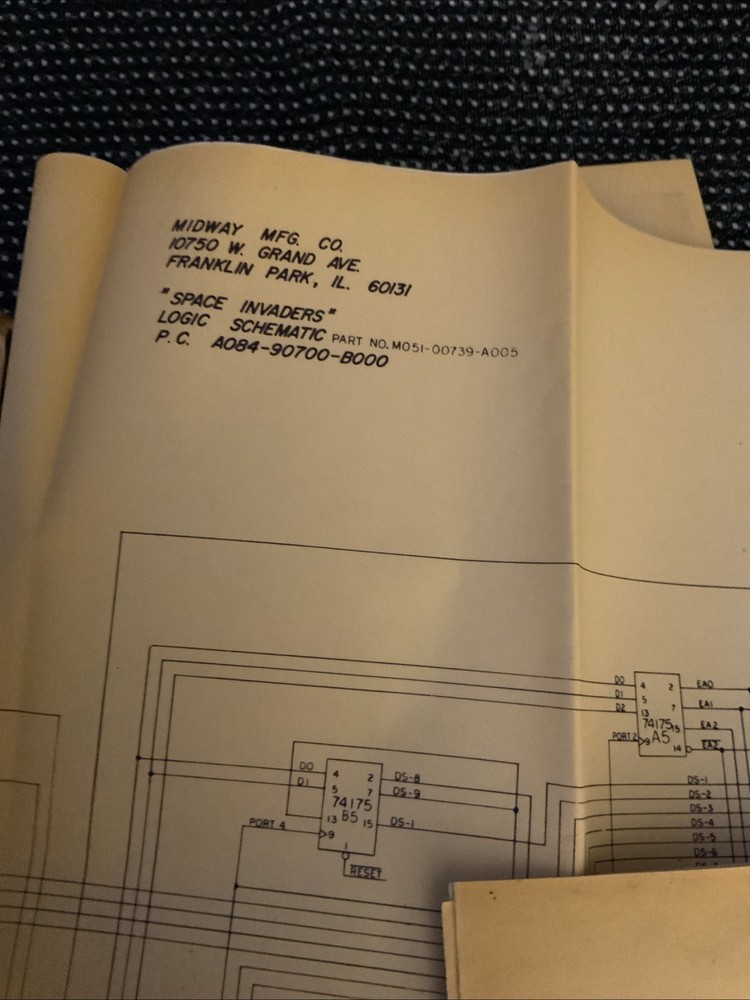 MIDWAY MFG. CO.
10750 W. GRAND AVE.
FRANKLIN PARK, IL. 60131
"SPACE INVADERS"
LOGIC SCHEMATIC PART NO. M051-00739-A005
P.C. A084-90700-B000
D0 4 2 EA0
D1 5 7 EA1
D2 13 74175 15 EA2
PORT 2 9 A5 14 EA2
D0 4 2 DS-8
D1 5 7 DS-9
74175
B5
13 15 DS-1
PORT 4 9
1
RESET
DS-1
DS-2
DS-3
DS-4
DS-5
DS-6